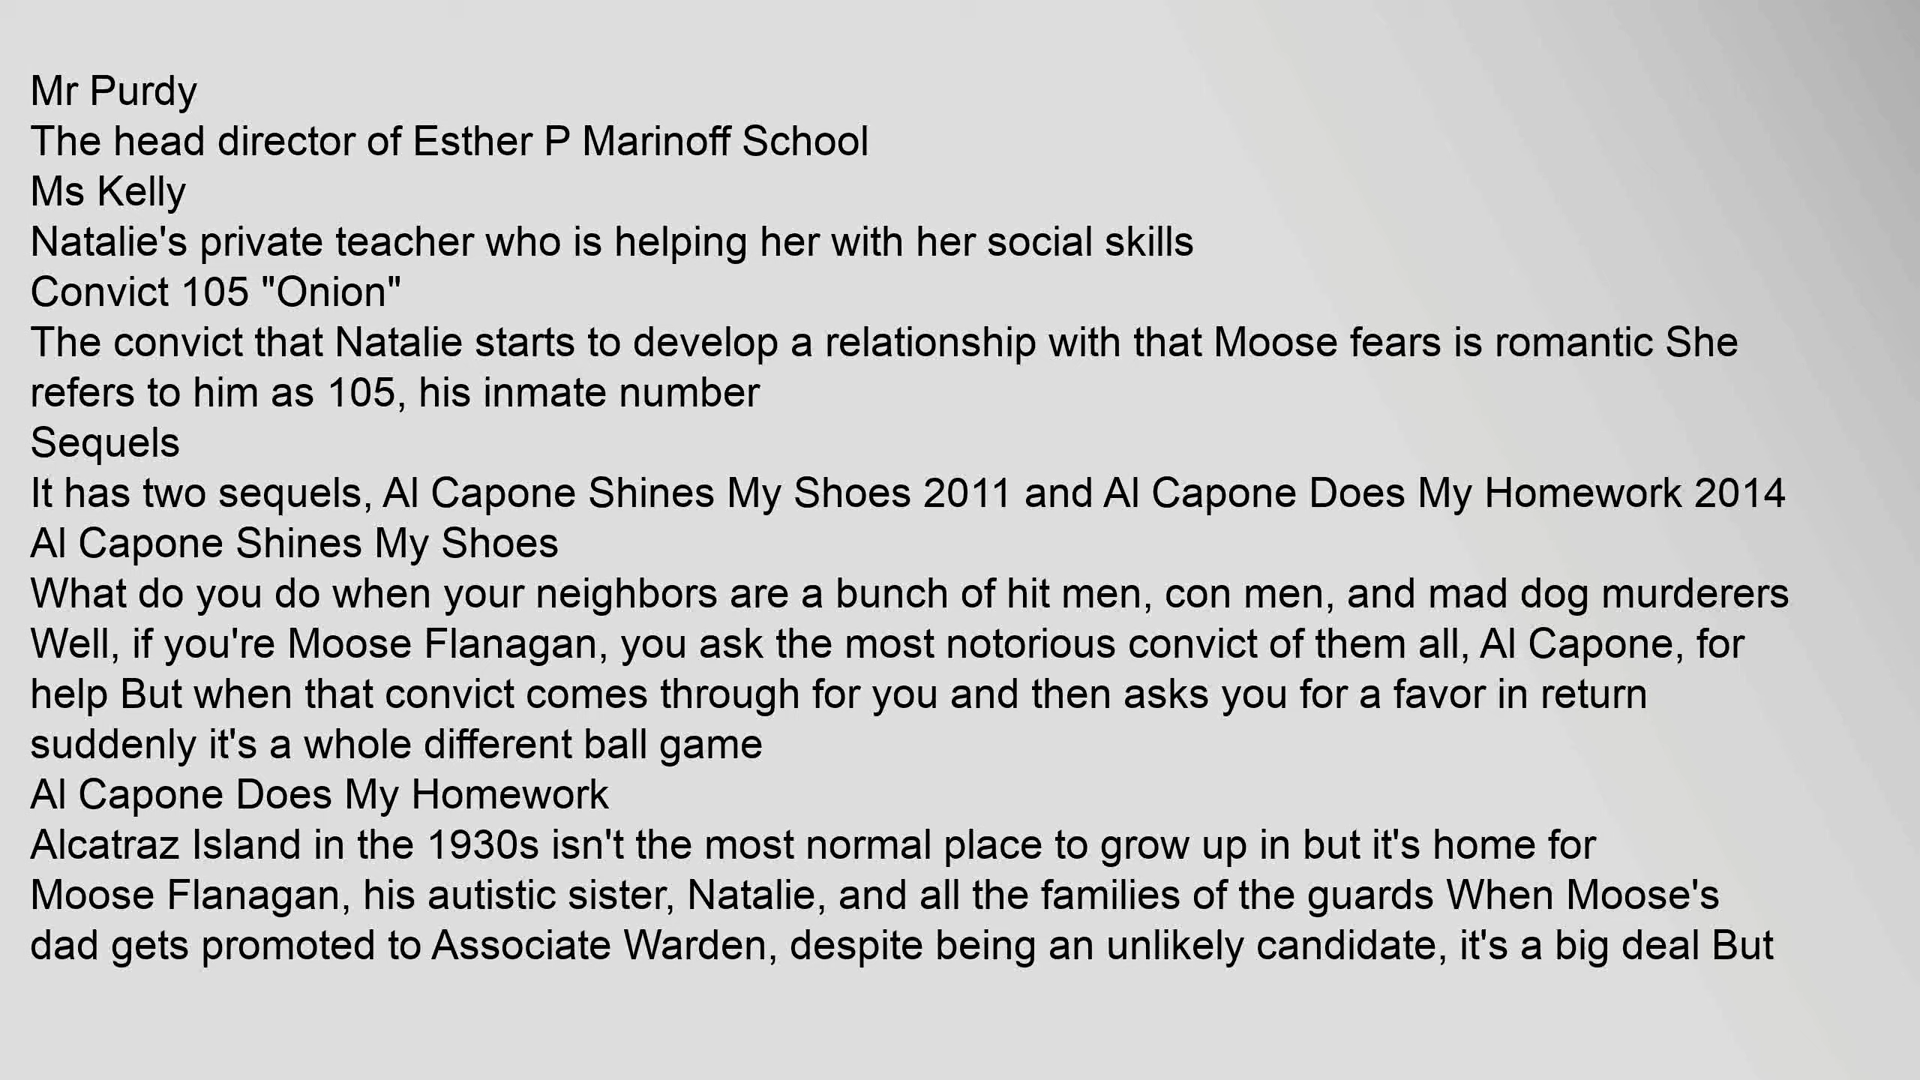 Mr Purdy
The head director of Esther P Marinoff School
Ms Kelly
Natalie's private teacher who is helping her with her social skills
Convict 105 "Onion"
The convict that Natalie starts to develop a relationship with that Moose fears is romantic She
refers to him as 105, his inmate number
Sequels
It has two sequels, Al Capone Shines My Shoes 2011 and Al Capone Does My Homework 2014
Al Capone Shines My Shoes
What do you do when your neighbors are a bunch of hit men, con men, and mad dog murderers
Well, if you're Moose Flanagan, you ask the most notorious convict of them all, Al Capone, for
help But when that convict comes through for you and then asks you for a favor in return
suddenly it's a whole different ball game
Al Capone Does My Homework
Alcatraz Island in the 1930s isn't the most normal place to grow up in but it's home for
Moose Flanagan, his autistic sister, Natalie, and all the families of the guards When Moose's
dad gets promoted to Associate Warden, despite being an unlikely candidate, it's a big deal But